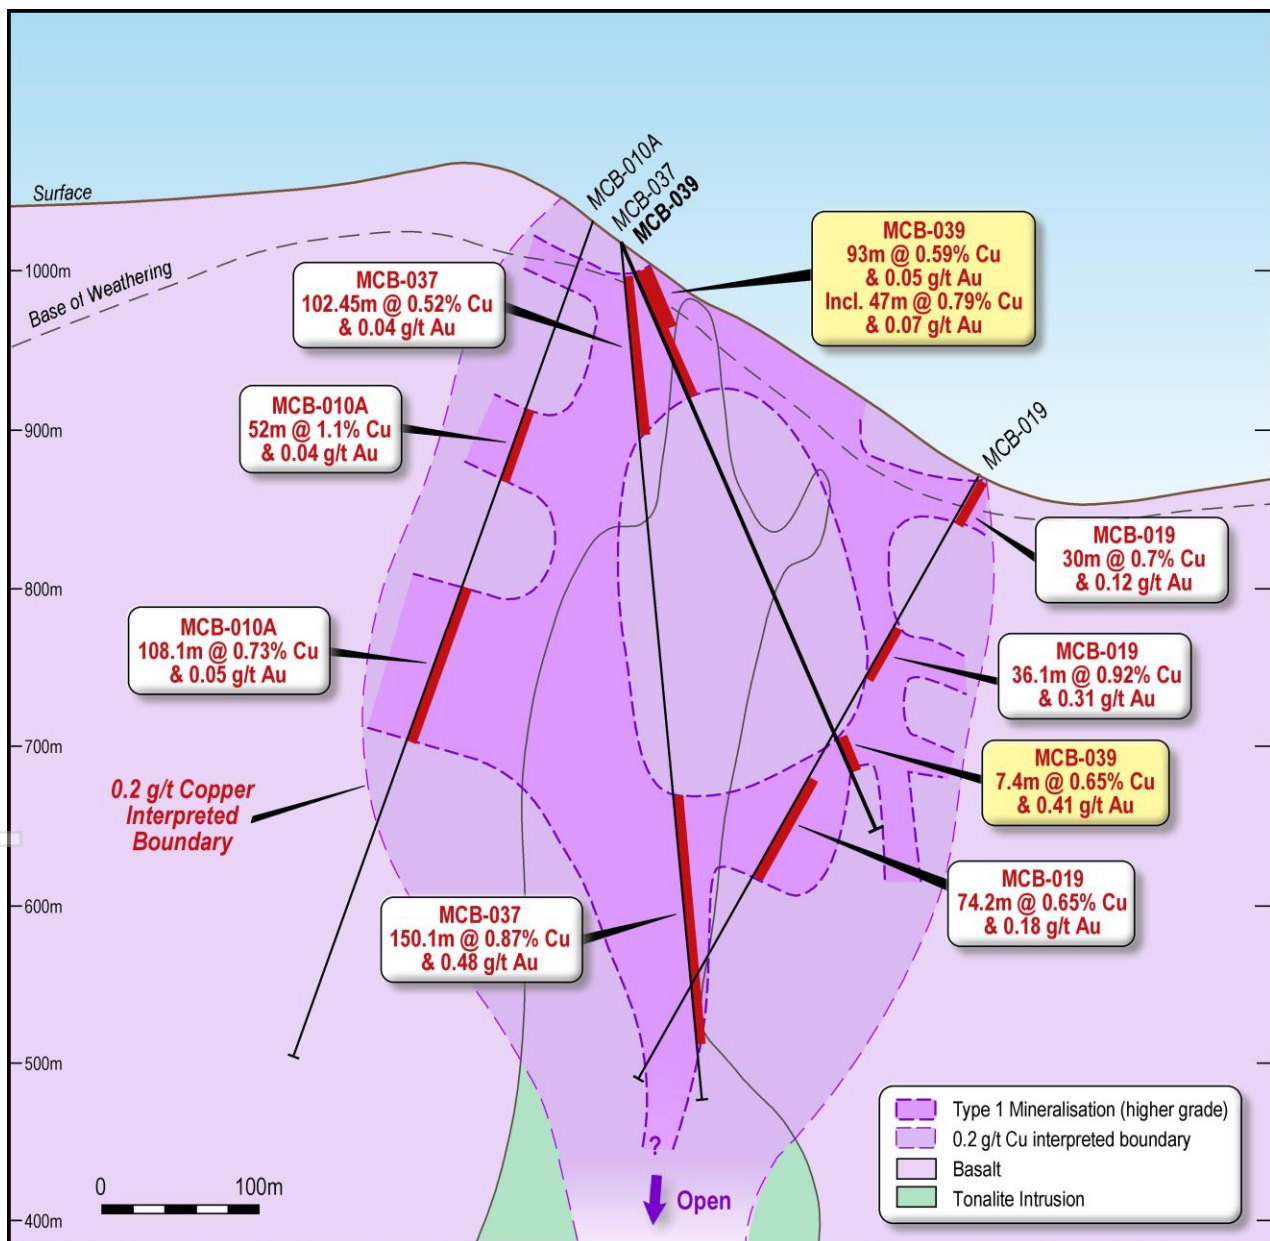 MCB-010A
MCB-037
MCB-039
Surface
Base of Weathering
1000m
900m
800m
700m
600m
500m
400m
MCB-037
102.45m @ 0.52% Cu
& 0.04 g/t Au
MCB-039
93m @ 0.59% Cu
& 0.05 g/t Au
Incl. 47m @ 0.79% Cu
& 0.07 g/t Au
MCB-010A
52m @ 1.1% Cu
& 0.04 g/t Au
MCB-019
MCB-019
30m @ 0.7% Cu
& 0.12 g/t Au
MCB-010A
108.1m @ 0.73% Cu
& 0.05 g/t Au
MCB-019
36.1m @ 0.92% Cu
& 0.31 g/t Au
MCB-039
7.4m @ 0.65% Cu
& 0.41 g/t Au
0.2 g/t Copper
Interpreted
Boundary
MCB-019
74.2m @ 0.65% Cu
& 0.18 g/t Au
MCB-037
150.1m @ 0.87% Cu
& 0.48 g/t Au
?
Open
0 100m
Type 1 Mineralisation (higher grade)
0.2 g/t Cu interpreted boundary
Basalt
Tonalite Intrusion